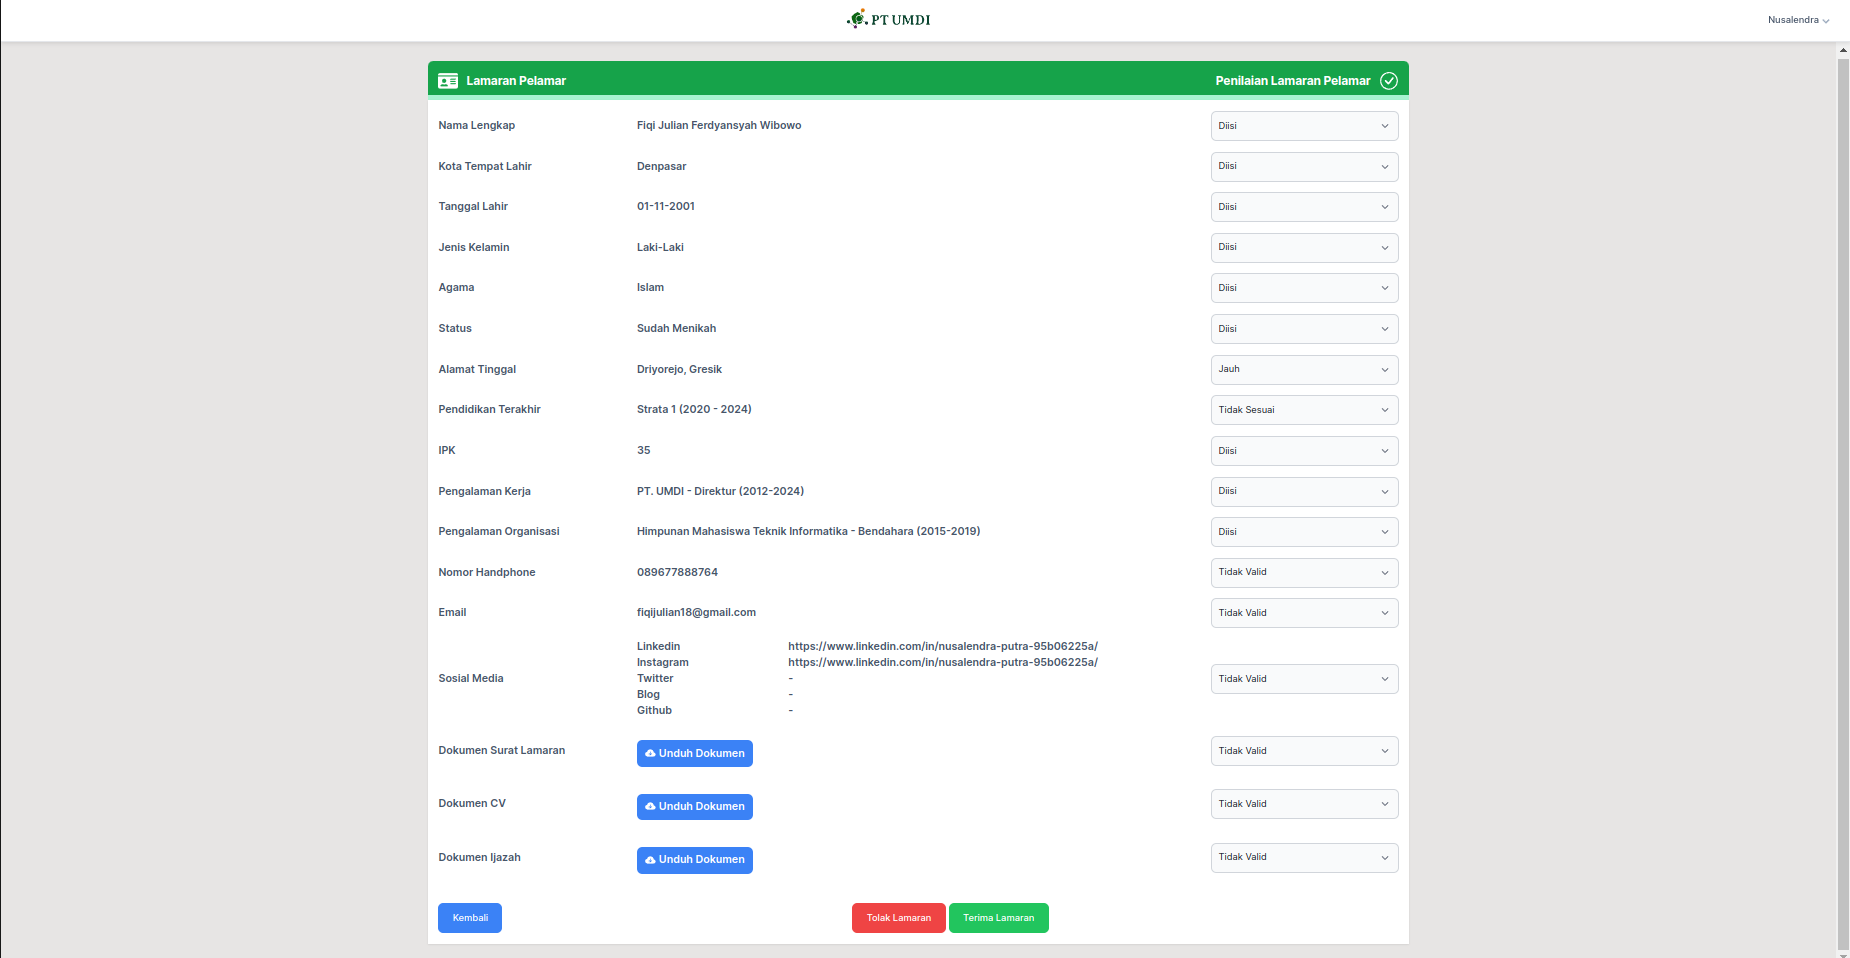 PT UMDI
Nusalendra
Lamaran Pelamar
Penilaian Lamaran Pelamar
Nama Lengkap Fiqi Julian Ferdyansyah Wibowo Diisi
Kota Tempat Lahir Denpasar Diisi
Tanggal Lahir 01-11-2001 Diisi
Jenis Kelamin Laki-Laki Diisi
Agama Islam Diisi
Status Sudah Menikah Diisi
Alamat Tinggal Driyorejo, Gresik Jauh
Pendidikan Terakhir Strata 1 (2020 - 2024) Tidak Sesuai
IPK 35 Diisi
Pengalaman Kerja PT. UMDI - Direktur (2012-2024) Diisi
Pengalaman Organisasi Himpunan Mahasiswa Teknik Informatika - Bendahara (2015-2019) Diisi
Nomor Handphone 089677888764 Tidak Valid
Email fiqijulian18@gmail.com Tidak Valid
Linkedin https://www.linkedin.com/in/nusalendra-putra-95b06225a/
Instagram https://www.linkedin.com/in/nusalendra-putra-95b06225a/
Sosial Media Twitter - Tidak Valid
Blog -
Github -
Dokumen Surat Lamaran Unduh Dokumen Tidak Valid
Dokumen CV Unduh Dokumen Tidak Valid
Dokumen Ijazah Unduh Dokumen Tidak Valid
Kembali Tolak Lamaran Terima Lamaran